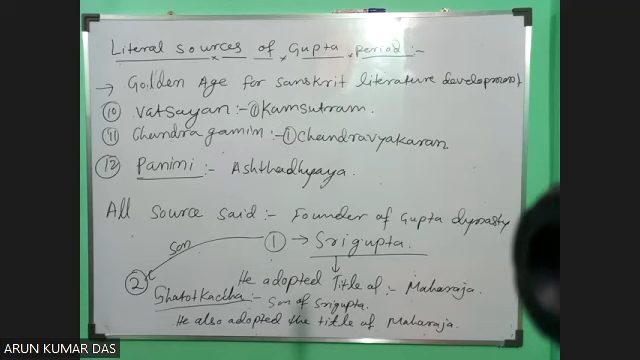 Literal sources of Gupta period:-
→ Golden Age for Sanskrit literature development
⑩ Vatsayan:- ① Kamsutram.
⑪ Chandragamin:- ① Chandravyakaran
⑫ Panini:- Ashthadhyaya.
All Source said:- Founder of Gupta dynasty
son ① → Srigupta.
He adopted Title of:- Maharaja.
② Ghatotkacha:- Son of Srigupta.
He also adopted the title of Maharaja.
ARUN KUMAR DAS